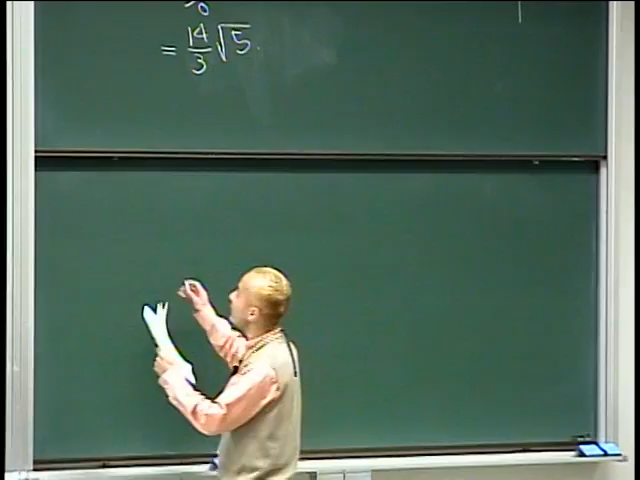 = 14/3 √5.